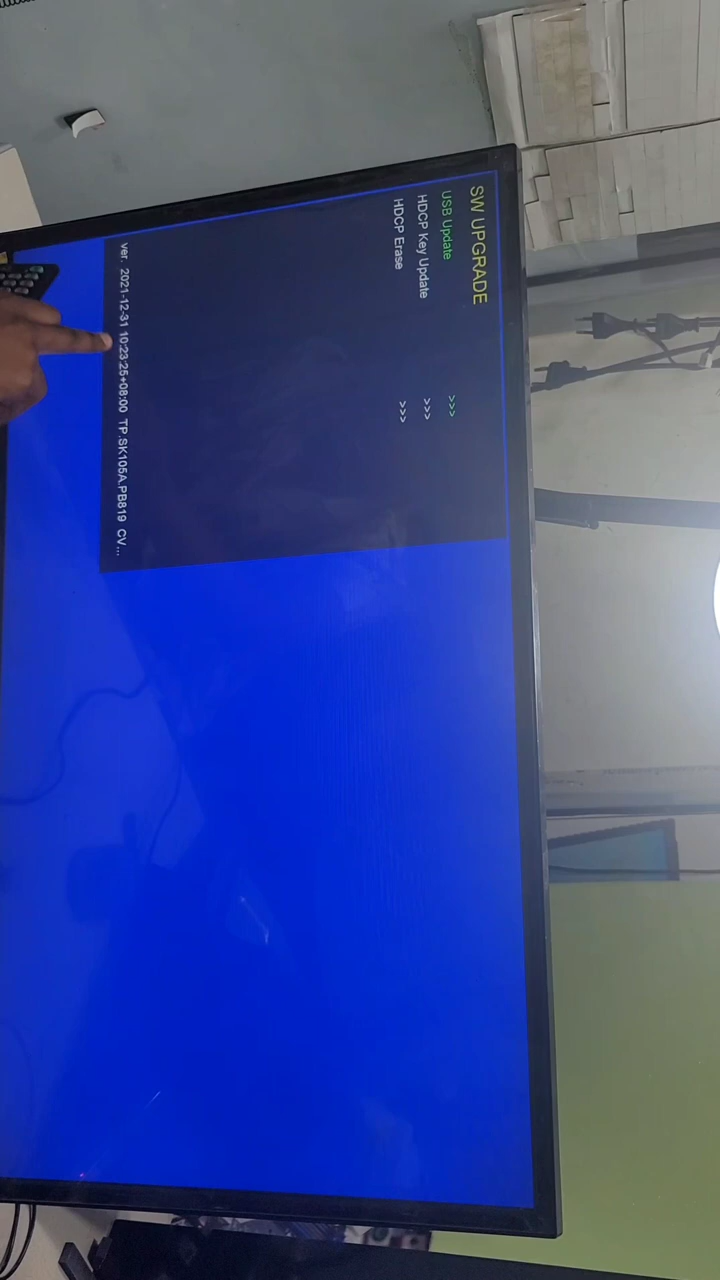 SW UPGRADE
USB Update >>>
HDCP Key Update >>>
HDCP Erase >>>
ver. 2021-12-31 10:23:25+08:00 TP.SK105A.PB819 CV...